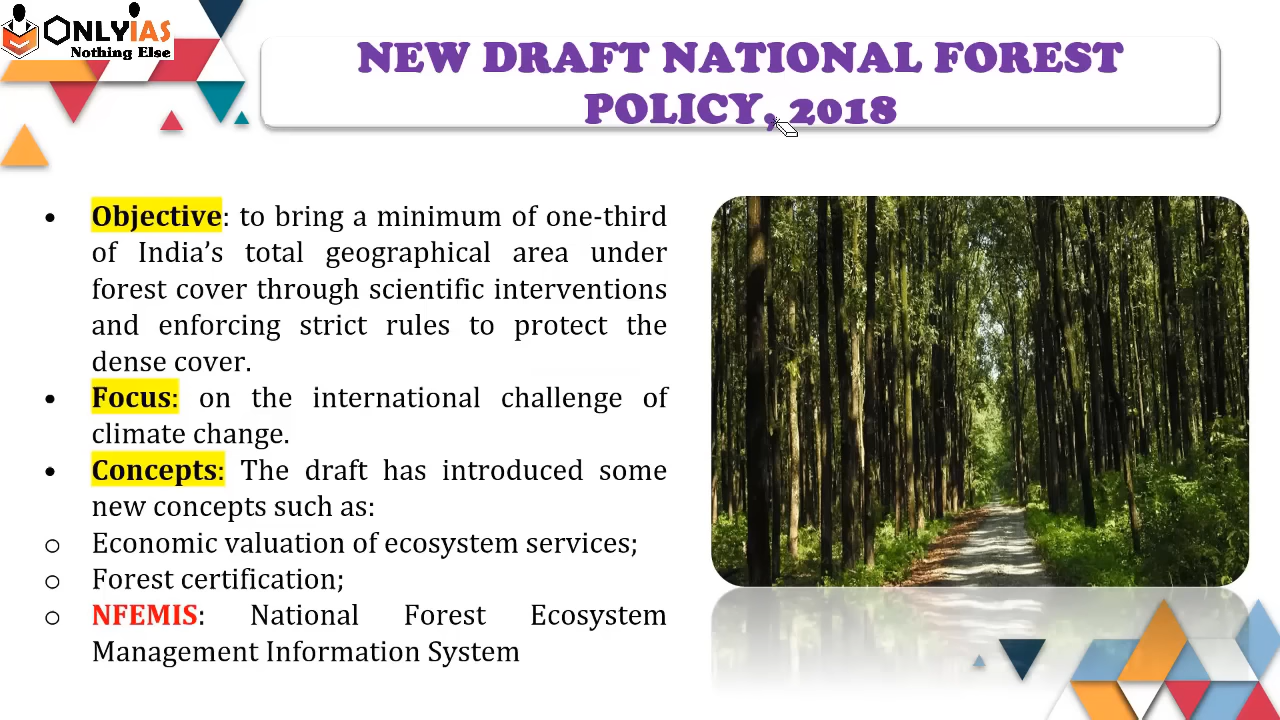 ONLYIAS
Nothing Else
NEW DRAFT NATIONAL FOREST
POLICY, 2018
• Objective: to bring a minimum of one-third
of India’s total geographical area under
forest cover through scientific interventions
and enforcing strict rules to protect the
dense cover.
• Focus: on the international challenge of
climate change.
• Concepts: The draft has introduced some
new concepts such as:
o Economic valuation of ecosystem services;
o Forest certification;
o NFEMIS: National Forest Ecosystem
Management Information System